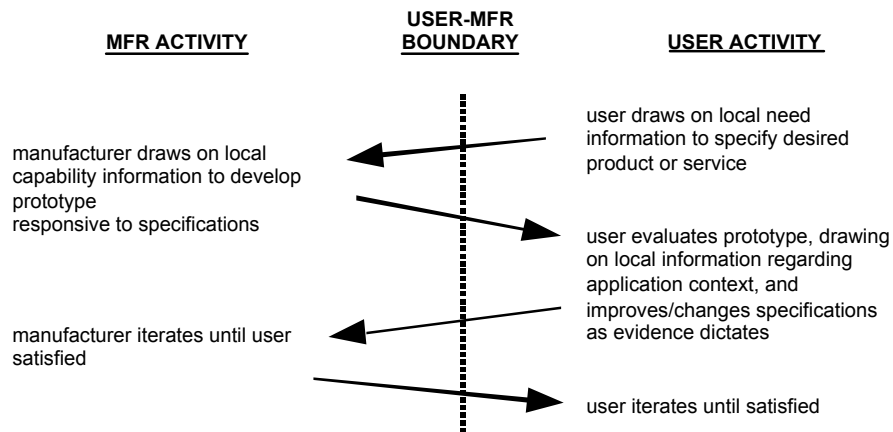 MFR ACTIVITY
USER-MFR
BOUNDARY
USER ACTIVITY
user draws on local need
information to specify desired
product or service
manufacturer draws on local
capability information to develop
prototype
responsive to specifications
user evaluates prototype, drawing
on local information regarding
application context, and
improves/changes specifications
as evidence dictates
manufacturer iterates until user
satisfied
user iterates until satisfied